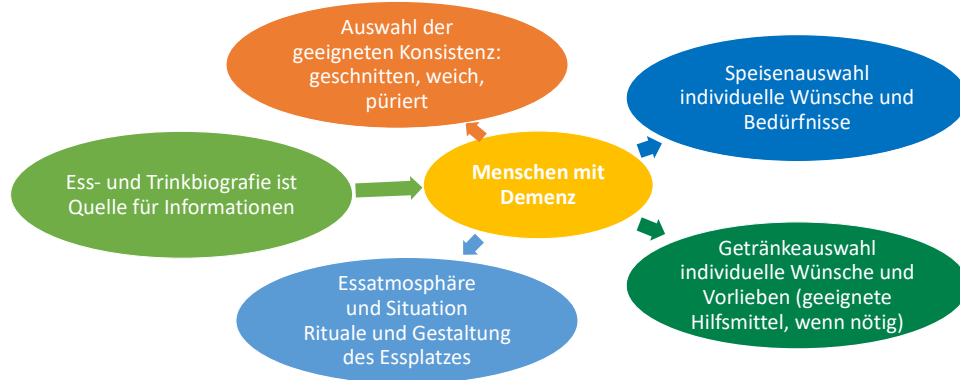 Auswahl der
geeigneten Konsistenz:
geschnitten, weich,
püriert
Speisenauswahl
individuelle Wünsche und
Bedürfnisse
Ess- und Trinkbiografie ist
Quelle für Informationen
Menschen mit
Demenz
Essatmosphäre
und Situation
Rituale und Gestaltung
des Essplatzes
Getränkeauswahl
individuelle Wünsche und
Vorlieben (geeignete
Hilfsmittel, wenn nötig)